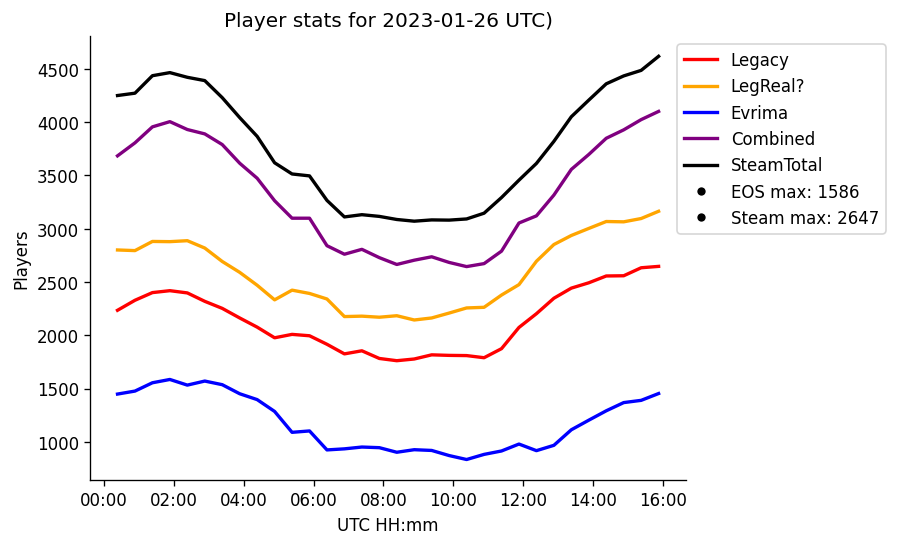 Player stats for 2023-01-26 UTC)
4500
4000
3500
3000
2500
2000
1500
1000
Players
00:00 02:00 04:00 06:00 08:00 10:00 12:00 14:00 16:00
UTC HH:mm
Legacy
LegReal?
Evrima
Combined
SteamTotal
EOS max: 1586
Steam max: 2647